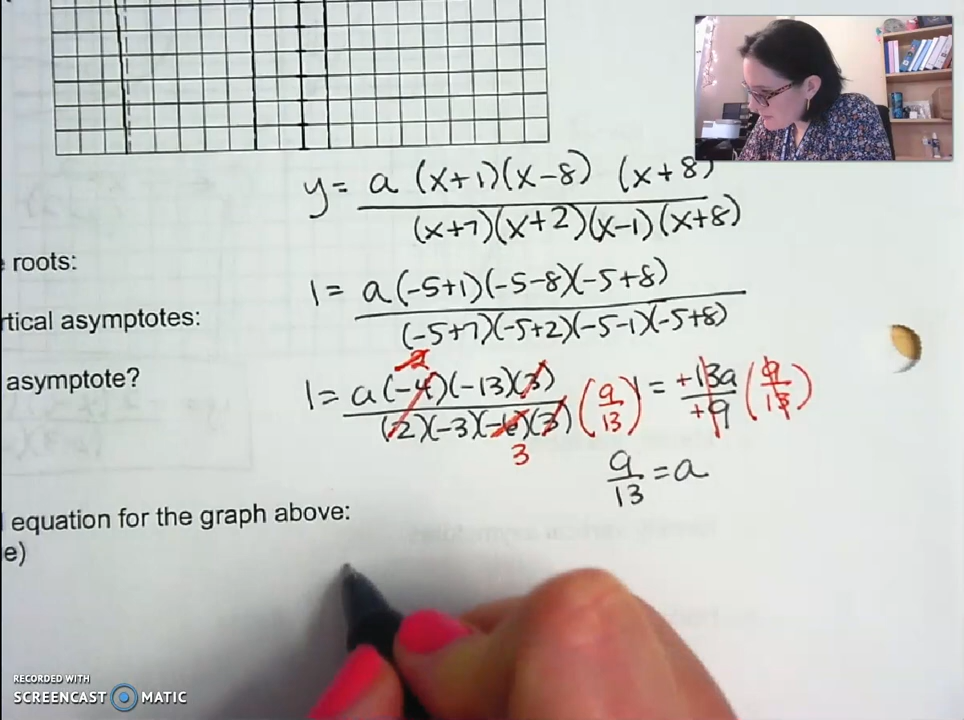 y = a (x+1)(x-8) (x+8)
(x+7)(x+2)(x-1)(x+8)
roots:
1 = a(-5+1)(-5-8)(-5+8)
(-5+7)(-5+2)(-5-1)(-5+8)
rtical asymptotes:
-2
asymptote?
1 = a(-4)(-13)(3) (9/13) 1 = +13a/+9 (9/13)
(2)(-3)(-6)(3)
3
9/13 = a
equation for the graph above:
e)
RECORDED WITH
SCREENCAST MATIC